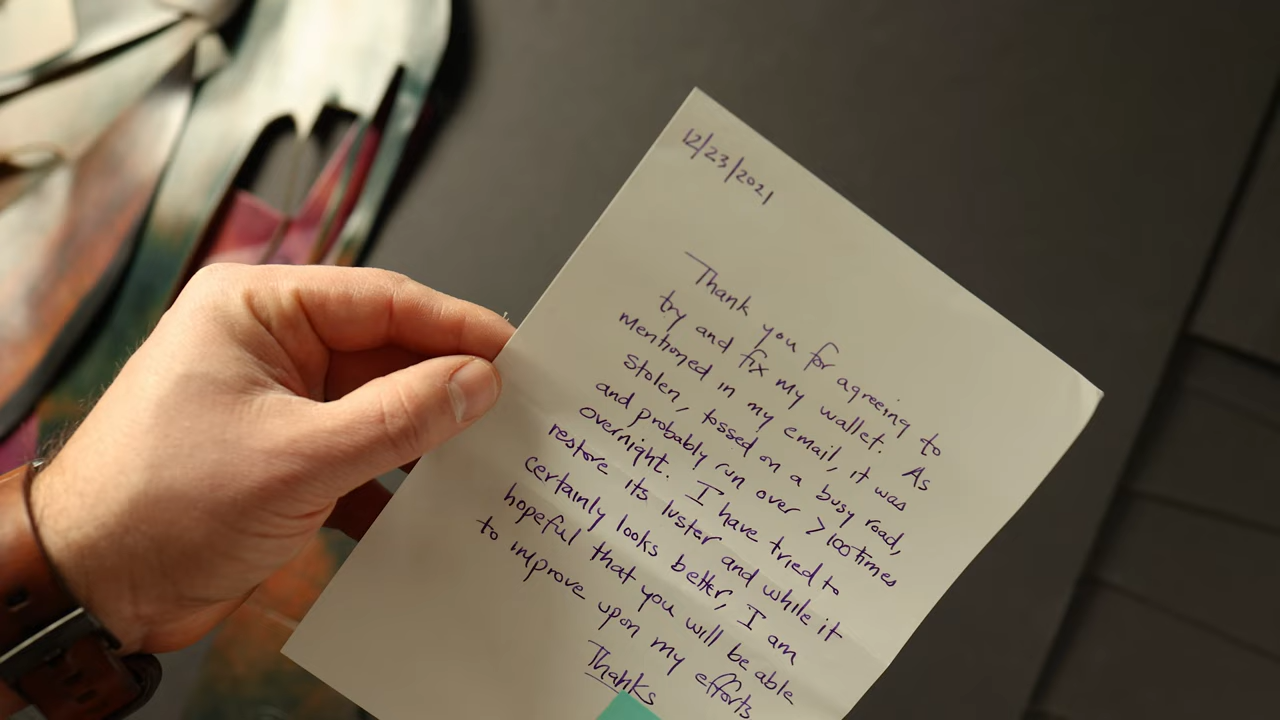 12/23/2021
Thank you for agreeing to
try and fix my wallet. As
mentioned in my email, it was
stolen, tossed on a busy road,
and probably run over >100 times
overnight. I have tried to
restore its luster and while it
certainly looks better, I am
hopeful that you will be able
to improve upon my efforts
Thanks